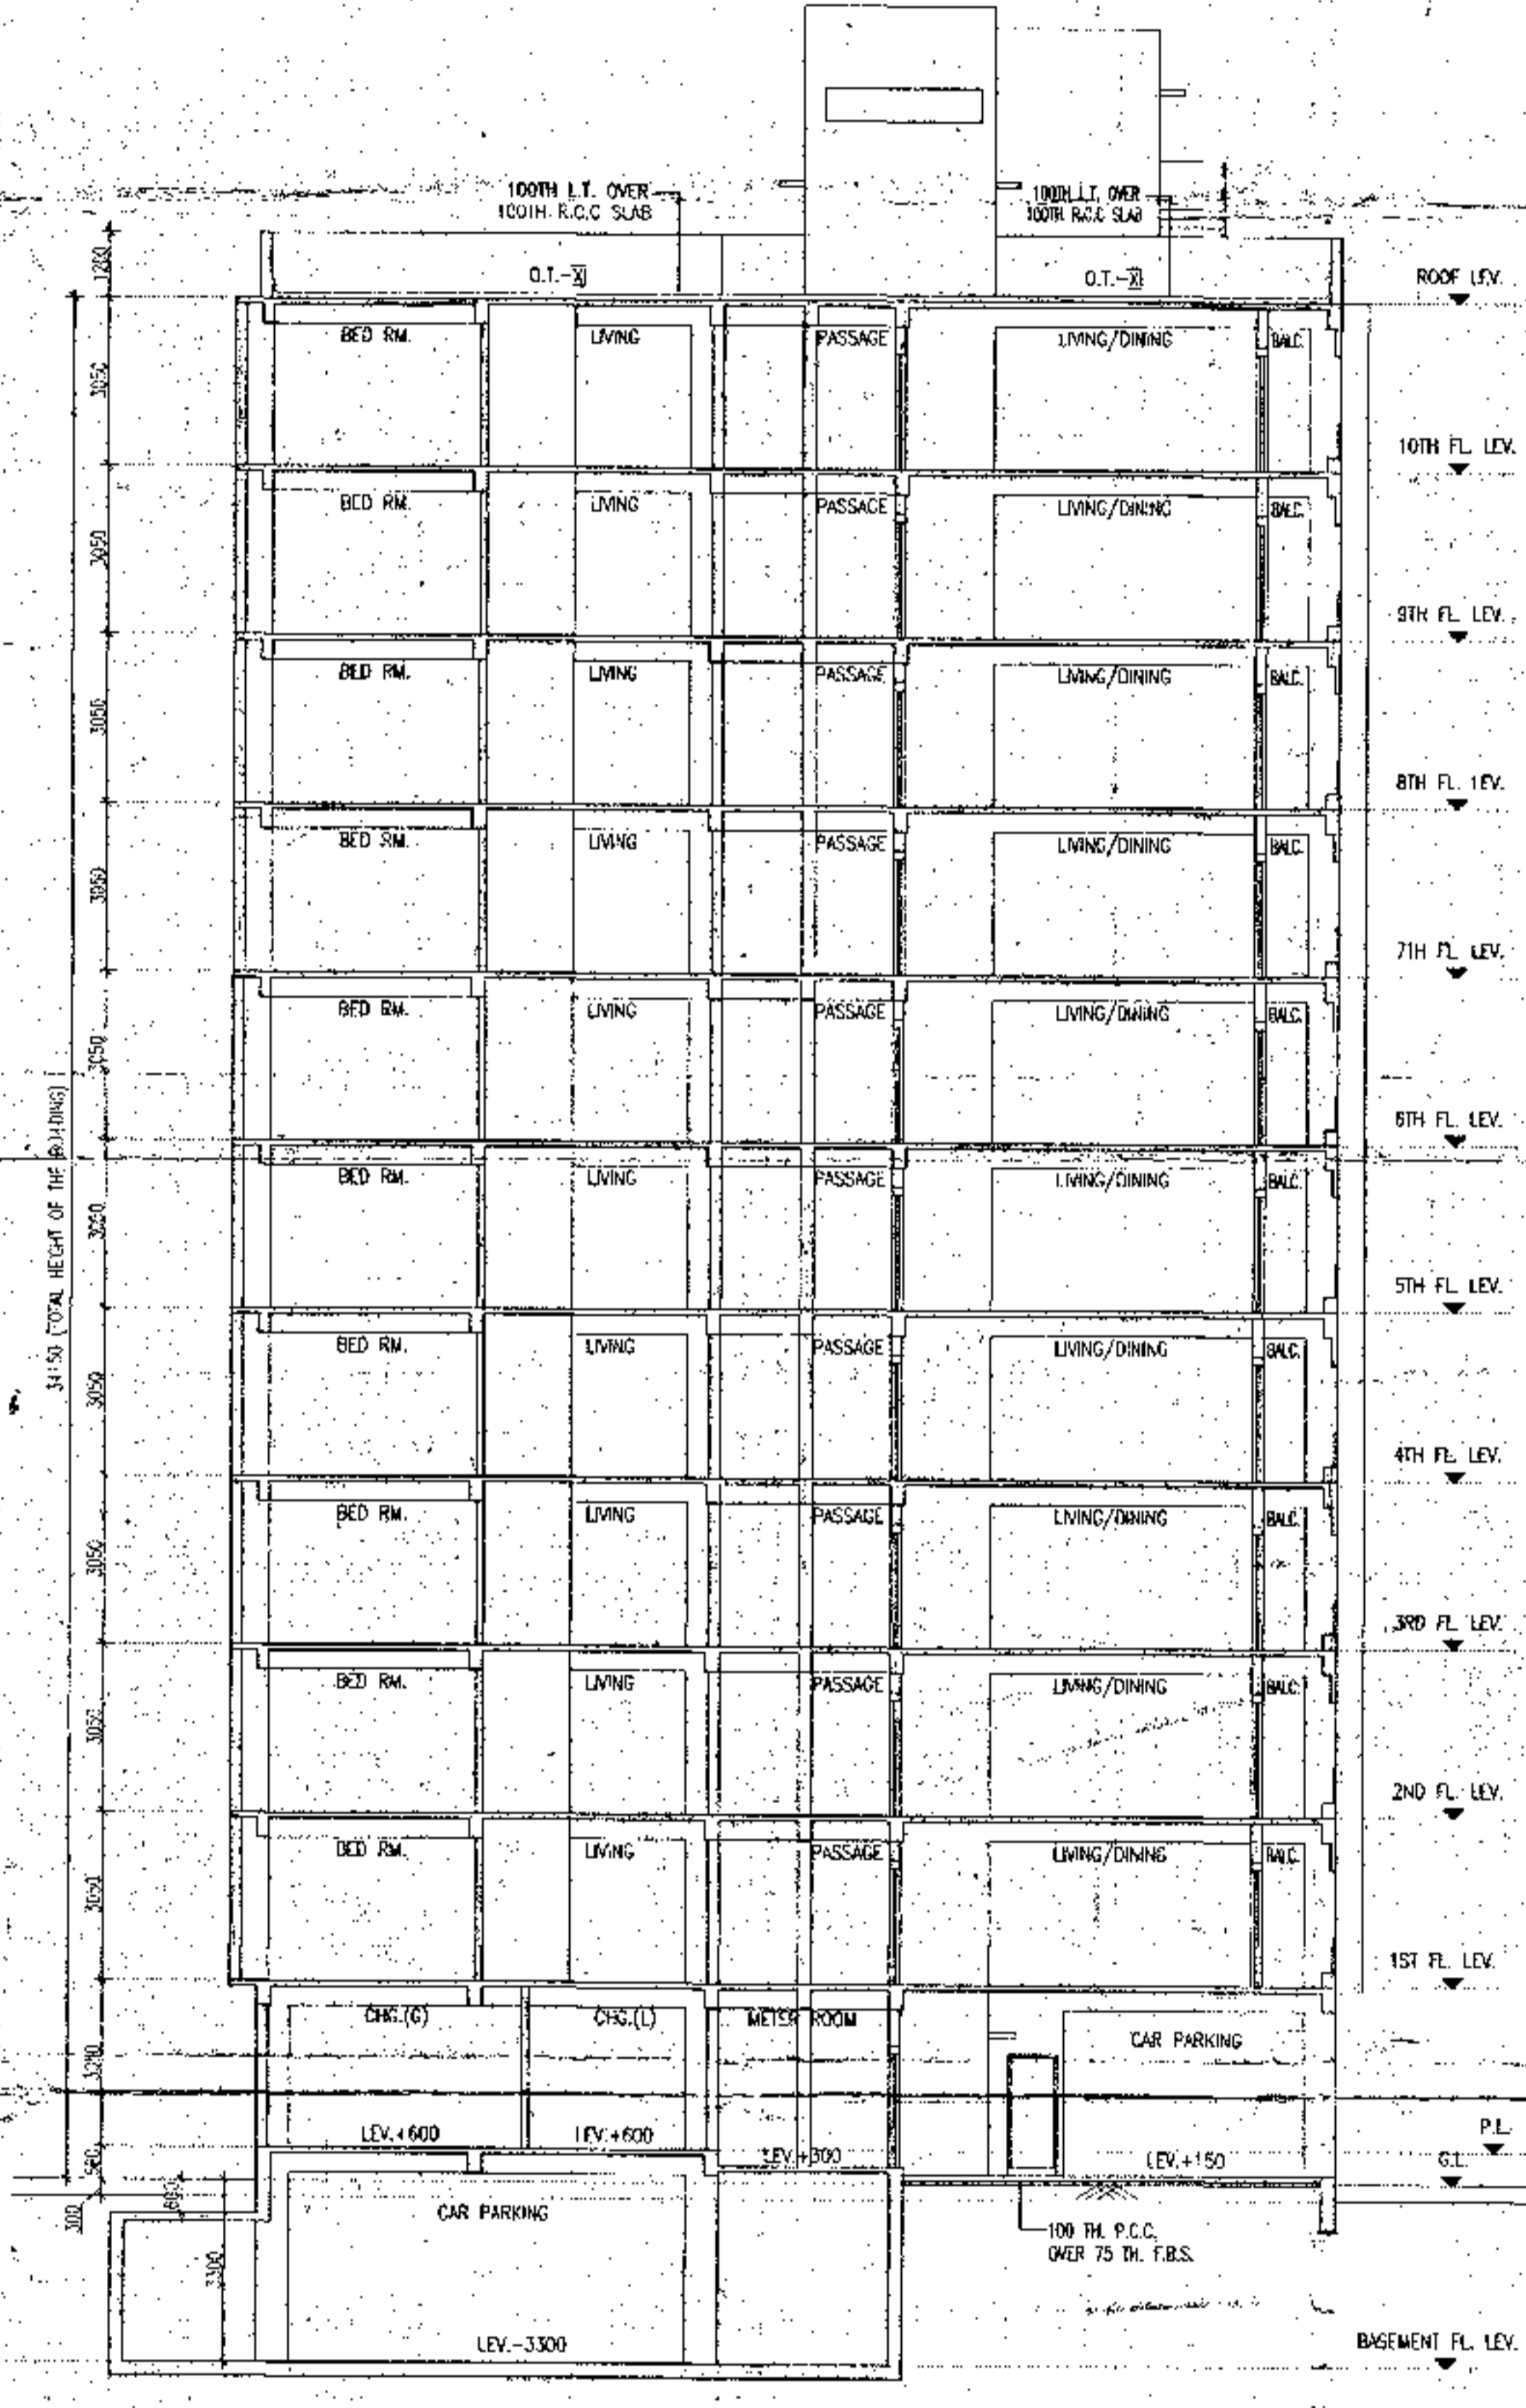 100TH L.T. OVER
100TH. R.C.C SLAB
100TH L.T. OVER
100TH R.C.C SLAB
1200
O.T.-XI
O.T.-XI
ROOF LEV.
BED RM.
LIVING
PASSAGE
LIVING/DINING
BALC.
3050
10TH FL. LEV.
BED RM.
LIVING
PASSAGE
LIVING/DINING
BALC.
3050
9TH FL. LEV.
BED RM.
LIVING
PASSAGE
LIVING/DINING
BALC.
3050
8TH FL. LEV.
BED RM.
LIVING
PASSAGE
LIVING/DINING
BALC.
3050
7TH FL. LEV.
BED RM.
LIVING
PASSAGE
LIVING/DINING
BALC.
3050
34150 (TOTAL HEIGHT OF THE BUILDING)
6TH FL. LEV.
BED RM.
LIVING
PASSAGE
LIVING/DINING
BALC.
3050
5TH FL. LEV.
BED RM.
LIVING
PASSAGE
LIVING/DINING
BALC.
3050
4TH FL. LEV.
BED RM.
LIVING
PASSAGE
LIVING/DINING
BALC.
3050
3RD FL. LEV.
BED RM.
LIVING
PASSAGE
LIVING/DINING
BALC.
3050
2ND FL. LEV.
BED RM.
LIVING
PASSAGE
LIVING/DINING
BALC.
3050
1ST FL. LEV.
CHG.(G)
CHG.(L)
METER ROOM
CAR PARKING
LEV.+600
LEV.+600
LEV.+300
LEV.+150
P.L.
G.L.
300
600
CAR PARKING
100 TH. P.C.C.
OVER 75 TH. F.B.S.
3300
LEV.-3300
BASEMENT FL. LEV.